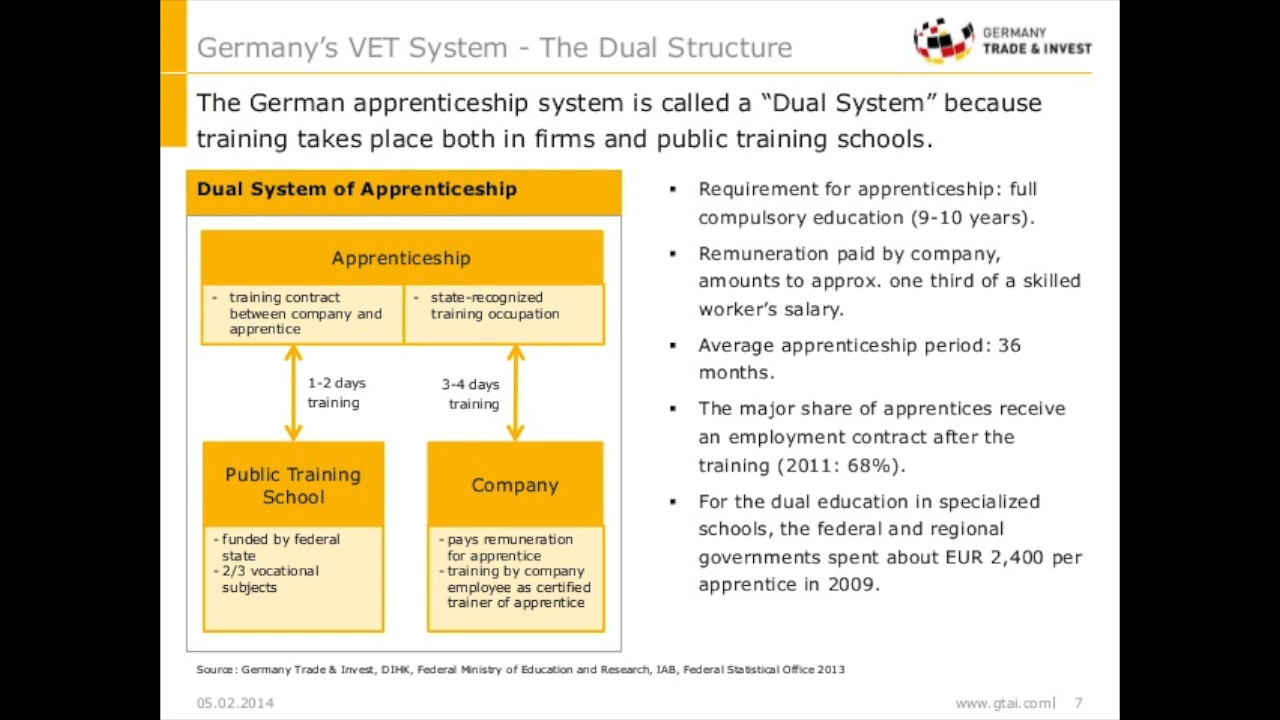 Germany’s VET System - The Dual Structure
GERMANY
TRADE & INVEST
The German apprenticeship system is called a “Dual System” because
training takes place both in firms and public training schools.
Dual System of Apprenticeship
Apprenticeship
- training contract
between company and
apprentice
- state-recognized
training occupation
1-2 days
training
3-4 days
training
Public Training
School
Company
- funded by federal
state
- 2/3 vocational
subjects
- pays remuneration
for apprentice
- training by company
employee as certified
trainer of apprentice
▪ Requirement for apprenticeship: full
compulsory education (9-10 years).
▪ Remuneration paid by company,
amounts to approx. one third of a skilled
worker’s salary.
▪ Average apprenticeship period: 36
months.
▪ The major share of apprentices receive
an employment contract after the
training (2011: 68%).
▪ For the dual education in specialized
schools, the federal and regional
governments spent about EUR 2,400 per
apprentice in 2009.
Source: Germany Trade & Invest, DIHK, Federal Ministry of Education and Research, IAB, Federal Statistical Office 2013
05.02.2014
www.gtai.com| 7